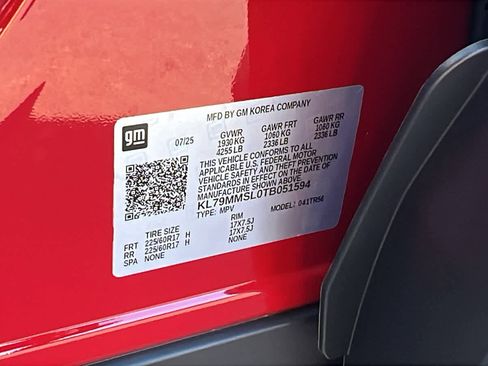 MFD BY GM KOREA COMPANY
gm
07/25 GVWR GAWR FRT GAWR RR
1930 KG 1060 KG 1060 KG
4255 LB 2336 LB 2336 LB
THIS VEHICLE CONFORMS TO ALL
APPLICABLE U.S. FEDERAL MOTOR
VEHICLE SAFETY AND THEFT PREVENTION
STANDARDS IN EFFECT ON THE DATE OF
MANUFACTURE SHOWN ABOVE.
KL79MMSL0TB051594
TYPE: MPV MODEL: 041TR56
TIRE SIZE RIM
FRT 225/60R17 H 17X7.5J
RR 225/60R17 H 17X7.5J
SPA NONE NONE